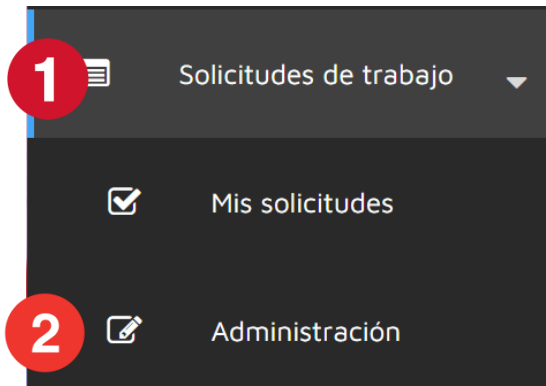 1 Solicitudes de trabajo
Mis solicitudes
2 Administración